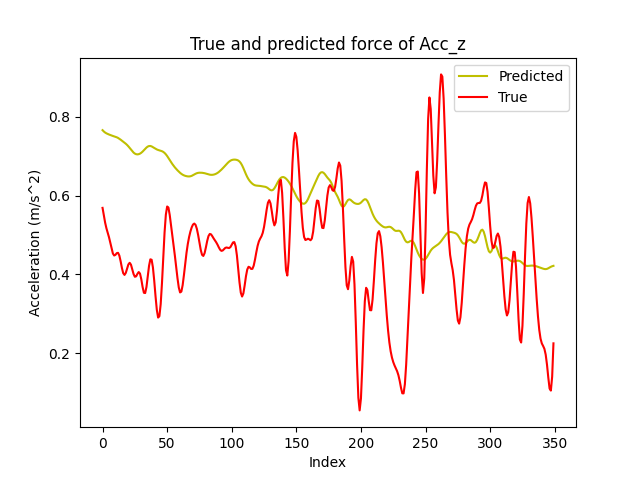 True and predicted force of Acc_z
Predicted
True
Acceleration (m/s^2)
0.8
0.6
0.4
0.2
0 50 100 150 200 250 300 350
Index